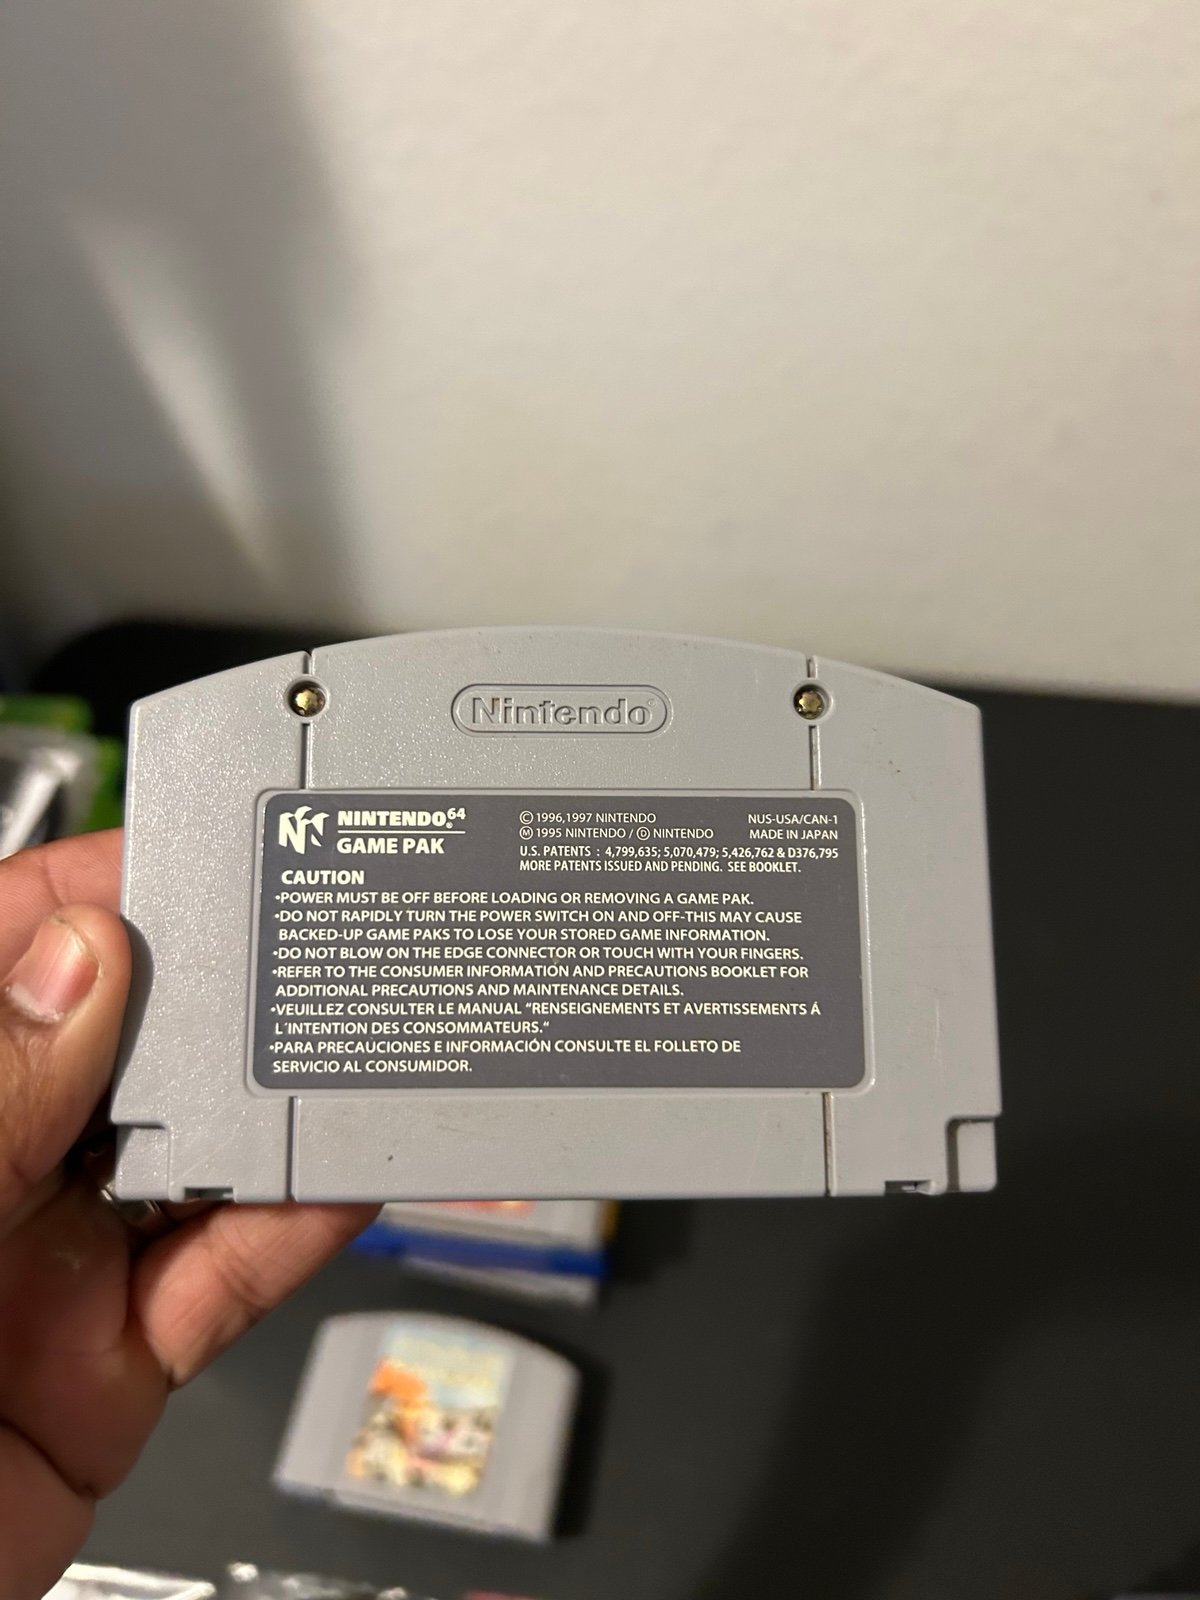 Nintendo®
NINTENDO64®
GAME PAK
©1996,1997 NINTENDO
Ⓜ1995 NINTENDO / Ⓓ NINTENDO
NUS-USA/CAN-1
MADE IN JAPAN
U.S. PATENTS : 4,799,635; 5,070,479; 5,426,762 & D376,795
MORE PATENTS ISSUED AND PENDING. SEE BOOKLET.
CAUTION
•POWER MUST BE OFF BEFORE LOADING OR REMOVING A GAME PAK.
•DO NOT RAPIDLY TURN THE POWER SWITCH ON AND OFF-THIS MAY CAUSE
BACKED-UP GAME PAKS TO LOSE YOUR STORED GAME INFORMATION.
•DO NOT BLOW ON THE EDGE CONNECTOR OR TOUCH WITH YOUR FINGERS.
•REFER TO THE CONSUMER INFORMATION AND PRECAUTIONS BOOKLET FOR
ADDITIONAL PRECAUTIONS AND MAINTENANCE DETAILS.
•VEUILLEZ CONSULTER LE MANUAL "RENSEIGNEMENTS ET AVERTISSEMENTS Á
L'INTENTION DES CONSOMMATEURS."
•PARA PRECAUCIONES E INFORMACIÓN CONSULTE EL FOLLETO DE
SERVICIO AL CONSUMIDOR.